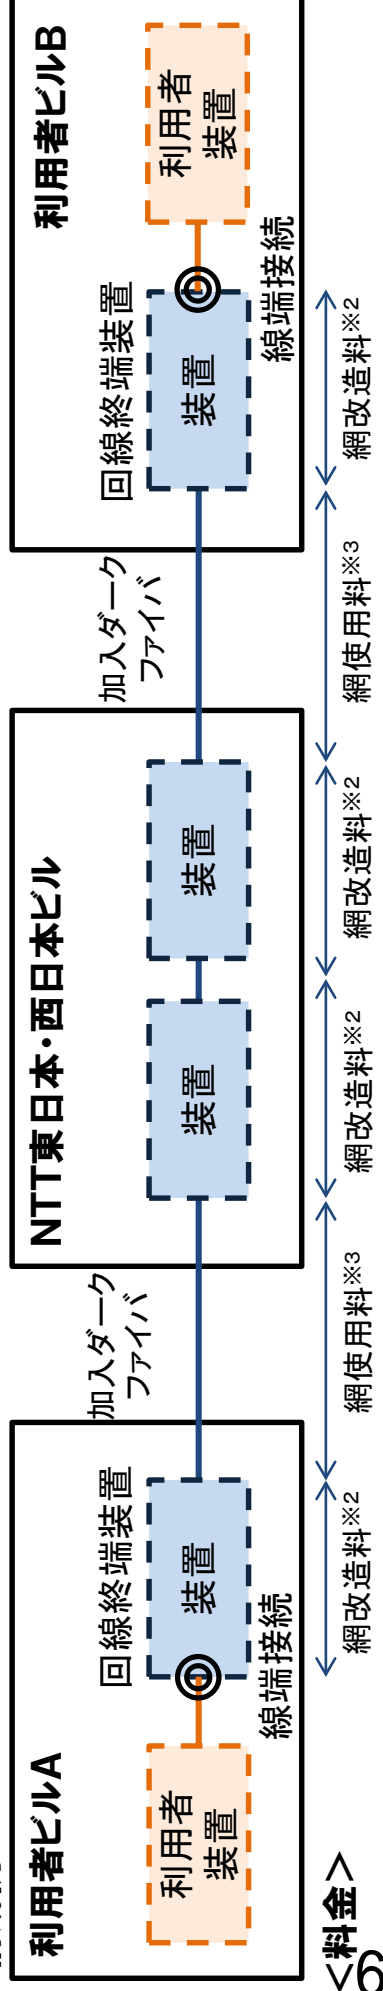 利用者ビルA
NTT東日本・西日本ビル
利用者ビルB
回線終端装置
加入ダーク
ファイバ
加入ダーク
ファイバ
回線終端装置
利用者
装置
装置
装置
装置
装置
利用者
装置
線端接続
線端接続
網改造料※2
網使用料※3
網改造料※2
網改造料※2
網使用料※3
網改造料※2
<料金>
6